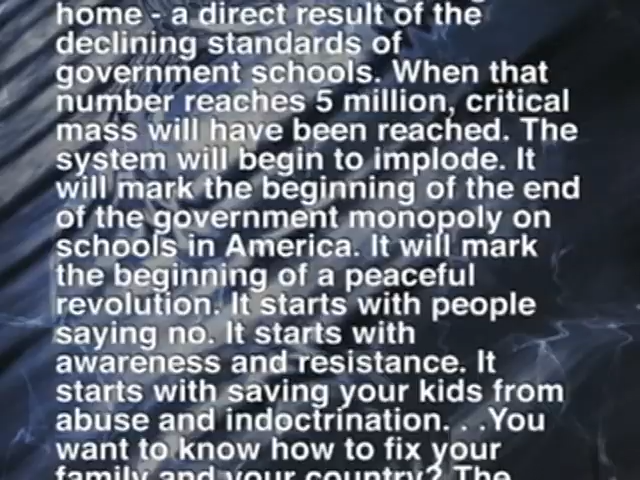 home - a direct result of the
declining standards of
government schools. When that
number reaches 5 million, critical
mass will have been reached. The
system will begin to implode. It
will mark the beginning of the end
of the government monopoly on
schools in America. It will mark
the beginning of a peaceful
revolution. It starts with people
saying no. It starts with
awareness and resistance. It
starts with saving your kids from
abuse and indoctrination. . .You
want to know how to fix your
family and your country? The